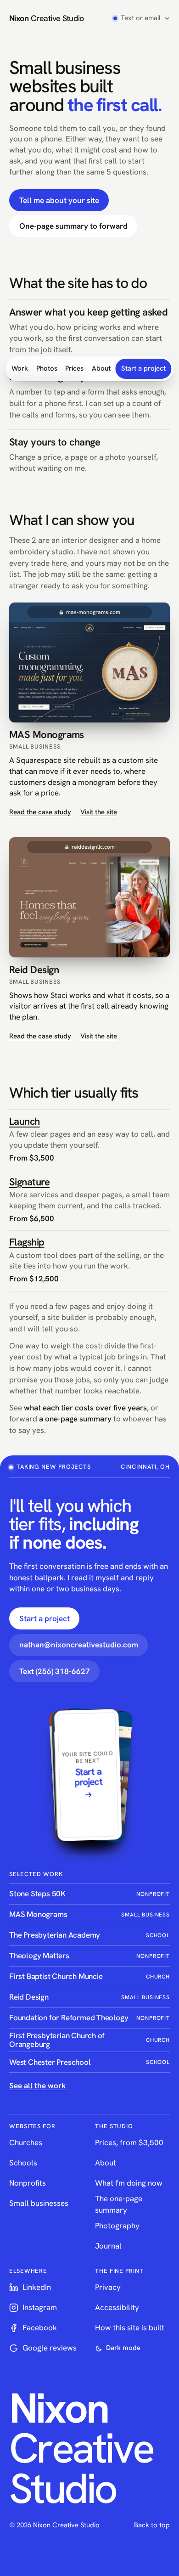 Nixon Creative Studio
Text or email
Small business
websites built
around the first call.
Someone told them to call you, or they found
you on a phone. Either way, they want to see
what you do, what it might cost and how to
ask, and you want that first call to start
further along than the same 5 questions.
Tell me about your site
One-page summary to forward
What the site has to do
Answer what you keep getting asked
What you do, how pricing works and where
you work, so the first conversation can start
from the job itself.
Work
Photos
Prices
About
Start a project
A number to tap and a form that asks enough,
built for a phone first. I can set up a count of
the calls and forms, so you can see them.
Stay yours to change
Change a price, a page or a photo yourself,
without waiting on me.
What I can show you
These 2 are an interior designer and a home
embroidery studio. I have not shown every
trade here, and yours may not be on the
list. The job may still be the same: getting a
stranger ready to ask you for something.
mas-monograms.com
Custom
monogramming
made just for you.
MAS
MAS Monograms
SMALL BUSINESS
A Squarespace site rebuilt as a custom site
that can move if it ever needs to, where
customers design a monogram before they
ask for a price.
Read the case study
Visit the site
reiddesignllc.com
Homes that
feel completely yours
Reid Design
SMALL BUSINESS
Shows how Staci works and what it costs, so a
visitor arrives at the first call already knowing
the plan.
Read the case study
Visit the site
Which tier usually fits
Launch
A few clear pages and an easy way to call, and
you update them yourself.
From $3,500
Signature
More services and deeper pages, a small team
keeping them current, and the calls tracked.
From $6,500
Flagship
A custom tool does part of the selling, or the
site ties into how you run the work.
From $12,500
If you need a few pages and enjoy doing it
yourself, a site builder is probably enough,
and I will tell you so.
One way to weigh the cost: divide the first-
year cost by what a typical job brings in. That
is how many jobs would cover it. I cannot
promise you those jobs, so only you can judge
whether that number looks reachable.
See what each tier costs over five years, or
forward a one-page summary to whoever has
to say yes.
TAKING NEW PROJECTS
CINCINNATI, OH
I'll tell you which
tier fits, including
if none does.
The first conversation is free and ends with an
honest ballpark. I read it myself and reply
within one or two business days.
Start a project
nathan@nixoncreativestudio.com
Text (256) 318-6627
YOUR SITE COULD
BE NEXT
Start a
project
SELECTED WORK
Stone Steps 50K
NONPROFIT
MAS Monograms
SMALL BUSINESS
The Presbyterian Academy
SCHOOL
Theology Matters
NONPROFIT
First Baptist Church Muncie
CHURCH
Reid Design
SMALL BUSINESS
Foundation for Reformed Theology
NONPROFIT
First Presbyterian Church of
Orangeburg
CHURCH
West Chester Preschool
SCHOOL
See all the work
WEBSITES FOR
Churches
Schools
Nonprofits
Small businesses
THE STUDIO
Prices, from $3,500
About
What I'm doing now
The one-page
summary
Photography
Journal
ELSEWHERE
LinkedIn
Instagram
Facebook
Google reviews
THE FINE PRINT
Privacy
Accessibility
How this site is built
Dark mode
Nixon
Creative
Studio
© 2026 Nixon Creative Studio
Back to top